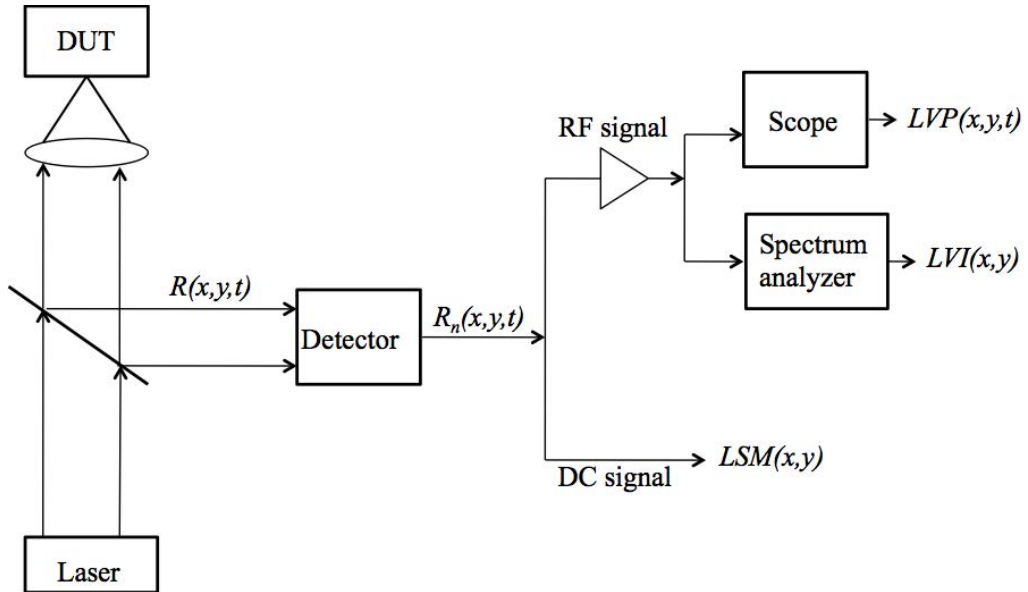 DUT
RF signal
Scope
LVP(x,y,t)
Spectrum
analyzer
LVI(x,y)
R(x,y,t)
Detector
Rₙ(x,y,t)
DC signal
LSM(x,y)
Laser